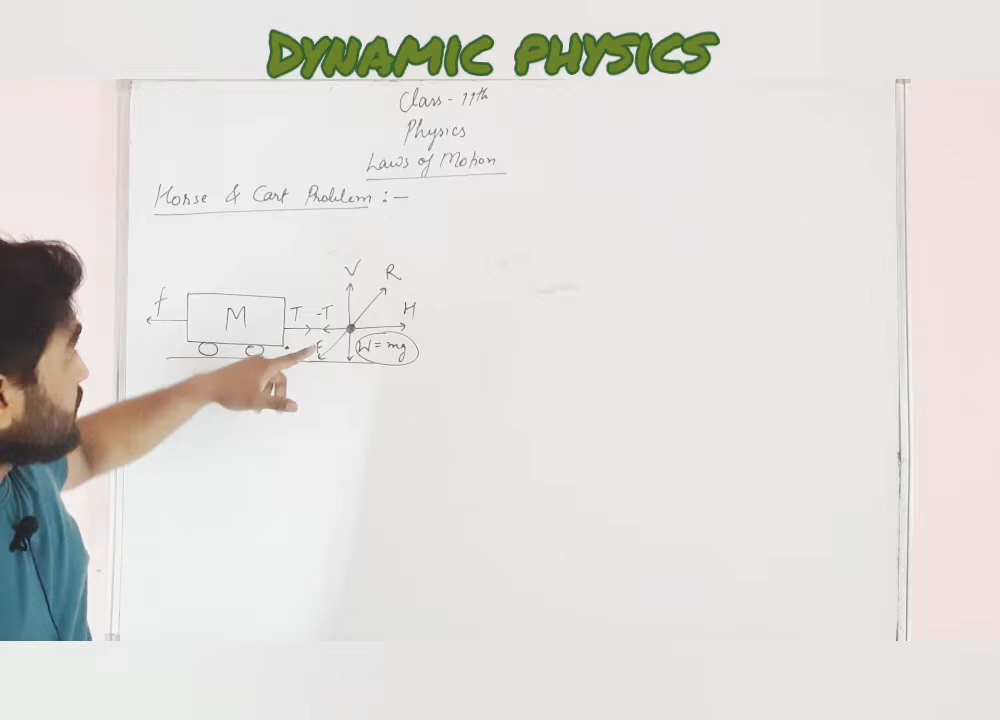 DYNAMIC PHYSICS
Class - 11th
Physics
Laws of Motion
Horse & Cart Problem :-
V
R
f
M
T
-T
H
F
W = mg